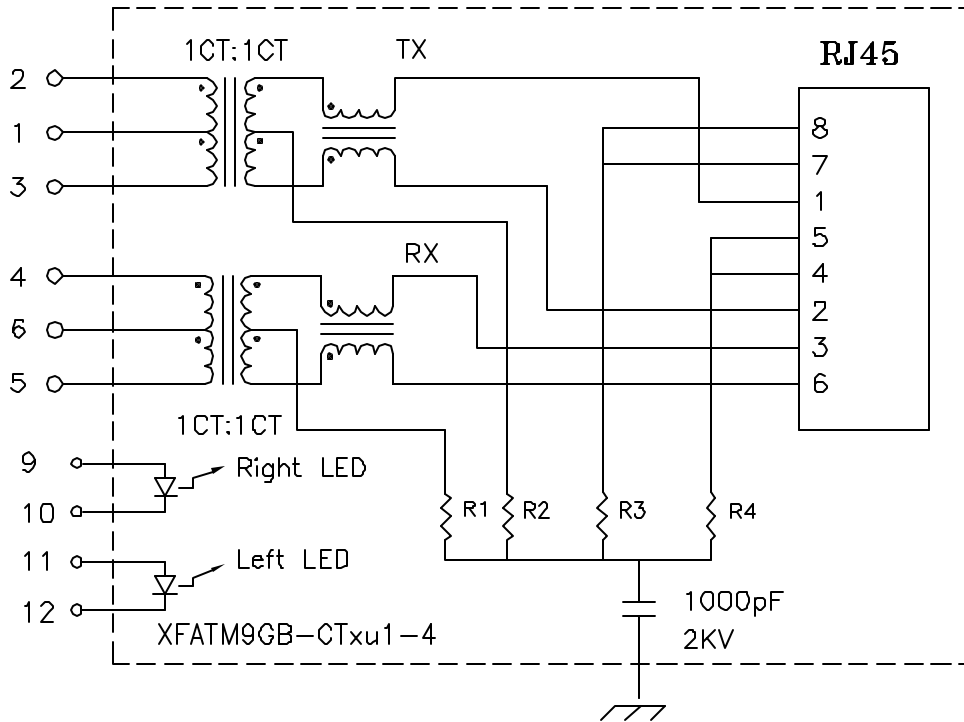 1CT:1CT
TX
RJ45
2
1
3
8
7
1
5
4
2
3
6
RX
4
6
5
1CT:1CT
9
10
Right LED
11
12
Left LED
R1
R2
R3
R4
1000pF
2KV
XFATM9GB-CTxu1-4